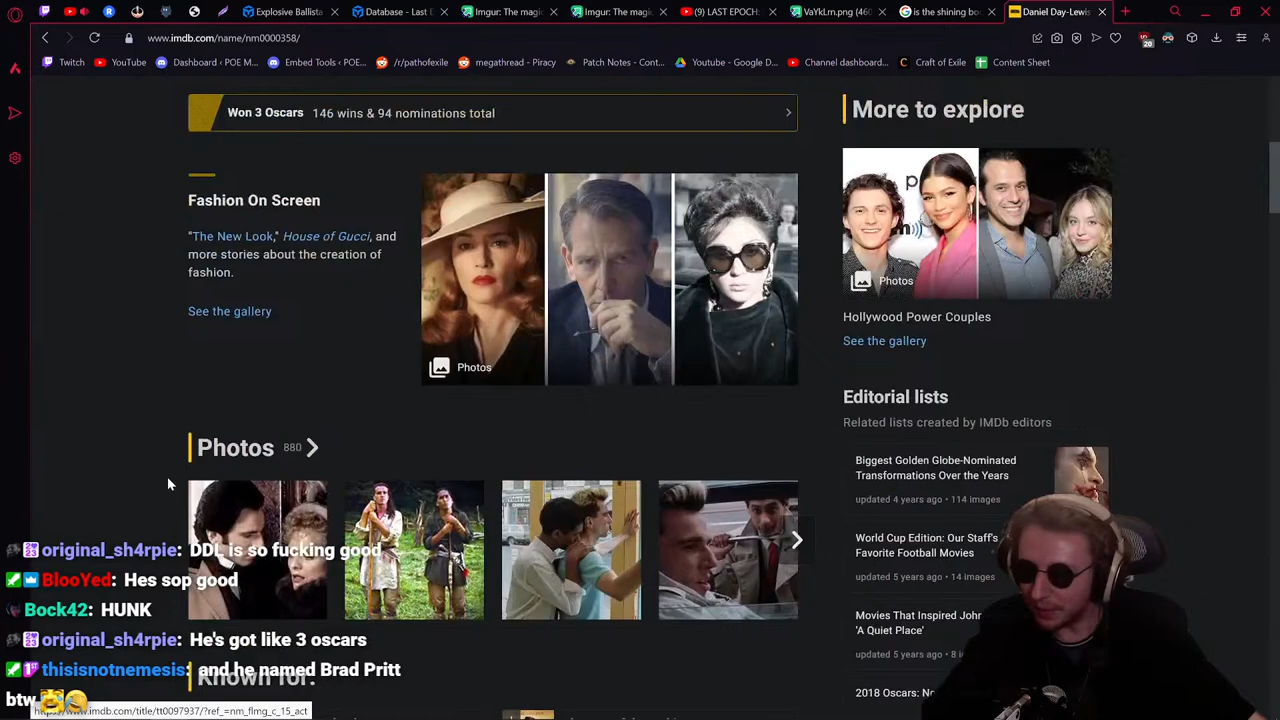 Explosive Ballista
Database - Last E
Imgur: The magi
Imgur: The magi
(9) LAST EPOCH:
VaYkLrn.png (460
is the shining boo
Daniel Day-Lewis
www.imdb.com/name/nm0000358/
20
Twitch
YouTube
Dashboard ‹ POE M...
Embed Tools ‹ POE...
/r/pathofexile
megathread - Piracy
Patch Notes - Cont...
Youtube - Google D...
Channel dashboard...
Craft of Exile
Content Sheet
Won 3 Oscars 146 wins & 94 nominations total
Fashion On Screen
"The New Look," House of Gucci, and
more stories about the creation of
fashion.
See the gallery
Photos
More to explore
Photos
Hollywood Power Couples
See the gallery
Editorial lists
Related lists created by IMDb editors
Biggest Golden Globe-Nominated
Transformations Over the Years
updated 4 years ago • 114 images
World Cup Edition: Our Staff's
Favorite Football Movies
updated 5 years ago • 14 images
Movies That Inspired John
'A Quiet Place'
updated 5 years ago • 8
2018 Oscars:
Photos 880
original_sh4rpie: DDL is so fucking good
BlooYed: Hes sop good
Bock42: HUNK
original_sh4rpie: He's got like 3 oscars
thisisnotnemesis: and he named Brad Pritt
btw
Known for:
https://www.imdb.com/title/tt0097937/?ref_=nm_flmg_c_15_act